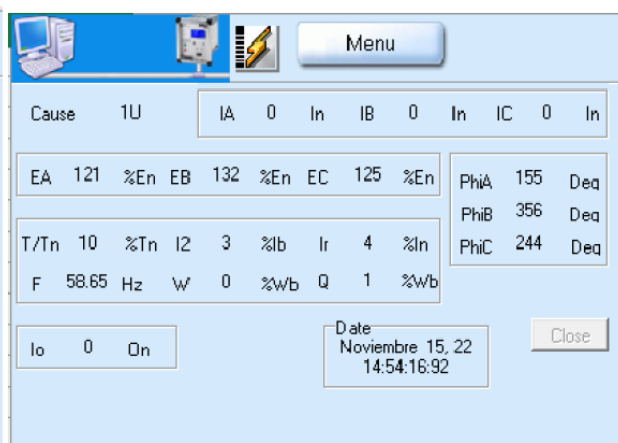 Menu
Cause 1U IA 0 In IB 0 In IC 0 In
EA 121 %En EB 132 %En EC 125 %En
PhiA 155 Deg
PhiB 356 Deg
PhiC 244 Deg
T/Tn 10 %Tn I2 3 %Ib Ir 4 %In
F 58.65 Hz W 0 %Wb Q 1 %Wb
Io 0 On
Date
Noviembre 15, 22
14:54:16:92
Close